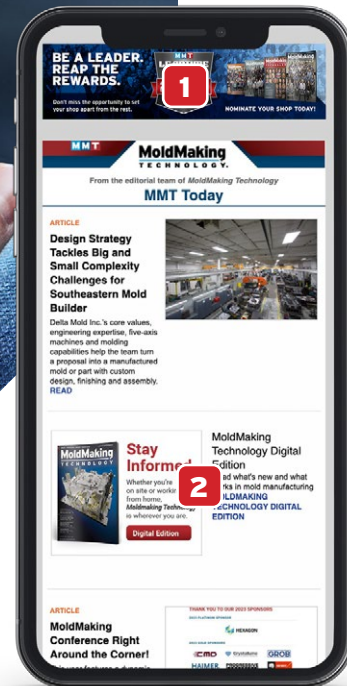 BE A LEADER.
REAP THE
REWARDS.
Don't miss the opportunity to set
your shop apart from the rest.
MMT
1
NOMINATE YOUR SHOP TODAY!
MMT
MoldMaking
TECHNOLOGY
From the editorial team of MoldMaking Technology
MMT Today
ARTICLE
Design Strategy
Tackles Big and
Small Complexity
Challenges for
Southeastern Mold
Builder
Delta Mold Inc.'s core values,
engineering expertise, five-axis
machines and molding
capabilities help the team turn
a proposal into a manufactured
mold or part with custom
design, finishing and assembly.
READ
MoldMaking
TECHNOLOGY
Stay
Informed
Whether you're
on site or workin
from home,
MoldMaking Technology
is wherever you are.
Digital Edition
2
MoldMaking
Technology Digital
Edition
ed what's new and what
rks in mold manufacturing
OLDMAKING
TECHNOLOGY DIGITAL
EDITION
ARTICLE
MoldMaking
Conference Right
Around the Corner!
THANK YOU TO OUR 2023 SPONSORS
HEXAGON
CMD
GROB
HAIMER
PROGRESSIVE